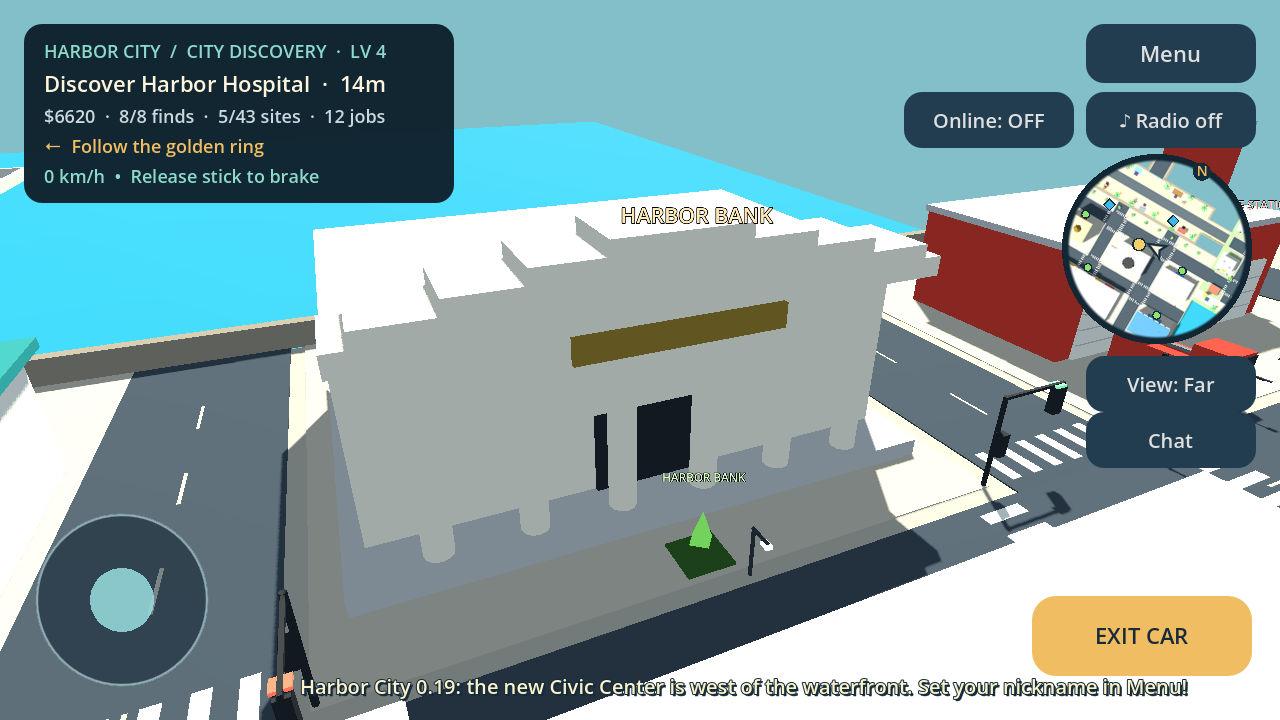 HARBOR CITY / CITY DISCOVERY · LV 4
Discover Harbor Hospital · 14m
$6620 · 8/8 finds · 5/43 sites · 12 jobs
← Follow the golden ring
0 km/h • Release stick to brake
Menu
Online: OFF
♪ Radio off
N
HARBOR BANK
View: Far
Chat
HARBOR BANK
EXIT CAR
Harbor City 0.19: the new Civic Center is west of the waterfront. Set your nickname in Menu!